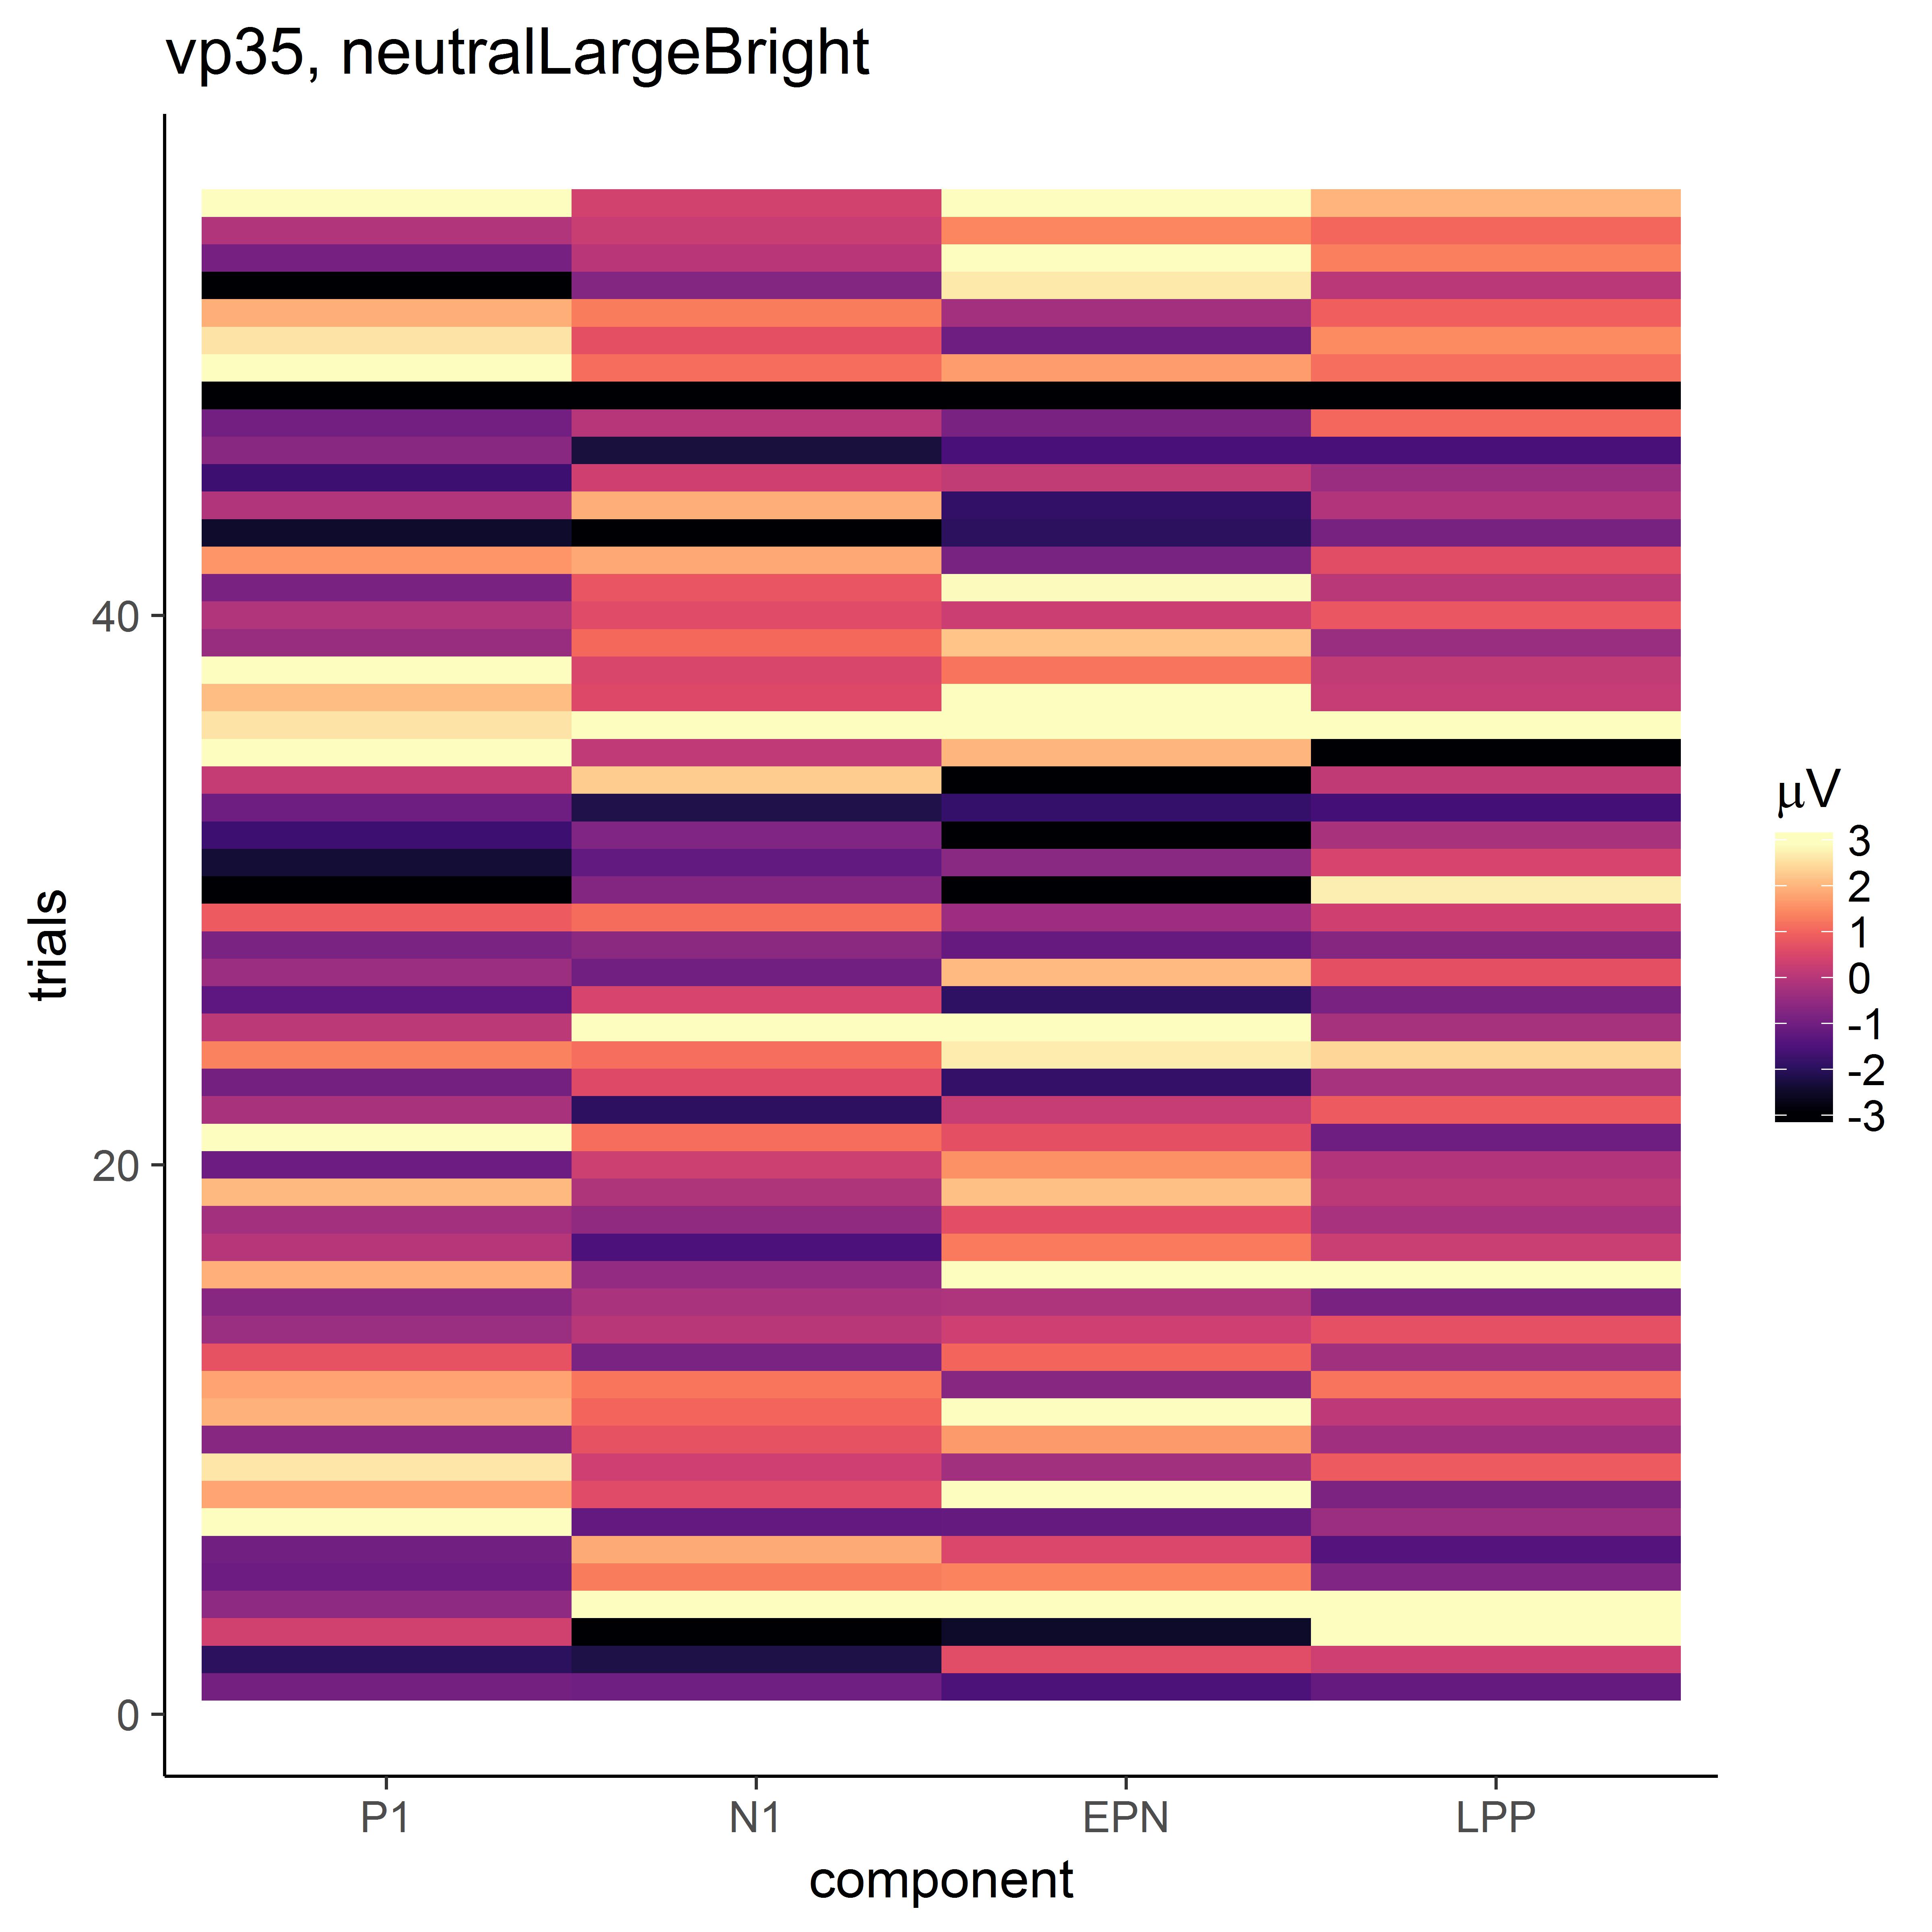 vp35, neutralLargeBright
trials
40
20
0
P1 N1 EPN LPP
component
μV
3
2
1
0
-1
-2
-3